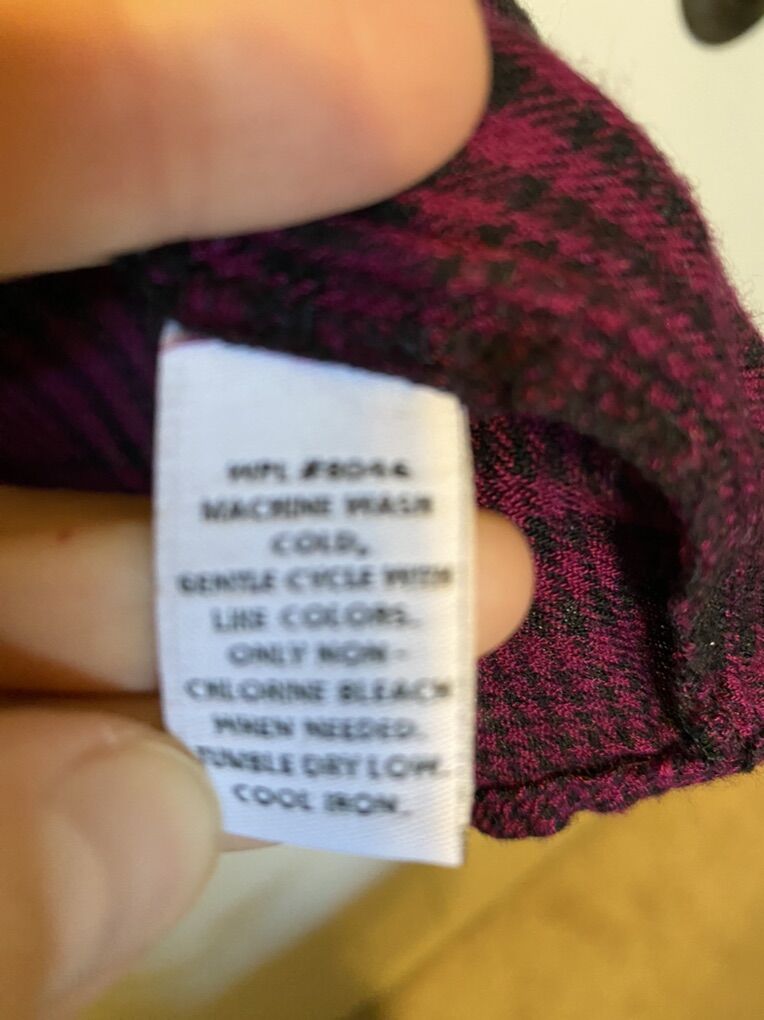 WPL #8046
MACHINE WASH
COLD,
GENTLE CYCLE WITH
LIKE COLORS.
ONLY NON-
CHLORINE BLEACH
WHEN NEEDED.
TUMBLE DRY LOW.
COOL IRON.